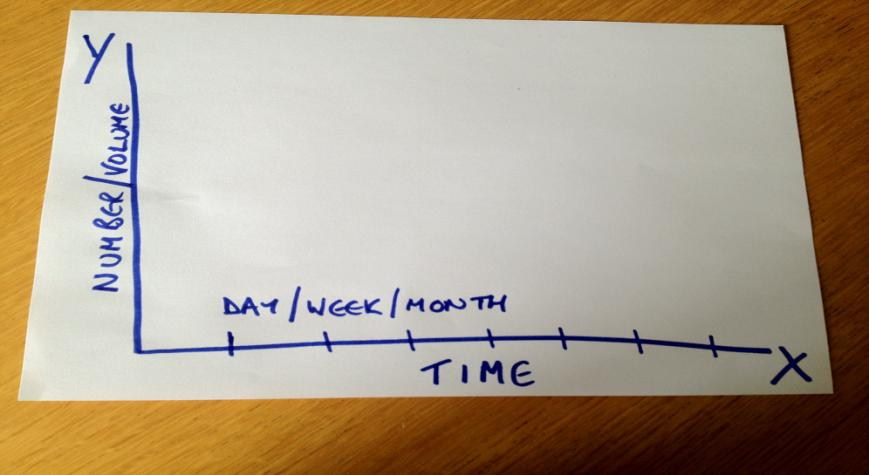 Y
NUMBER/VOLUME
DAY/WEEK/MONTH
TIME
X